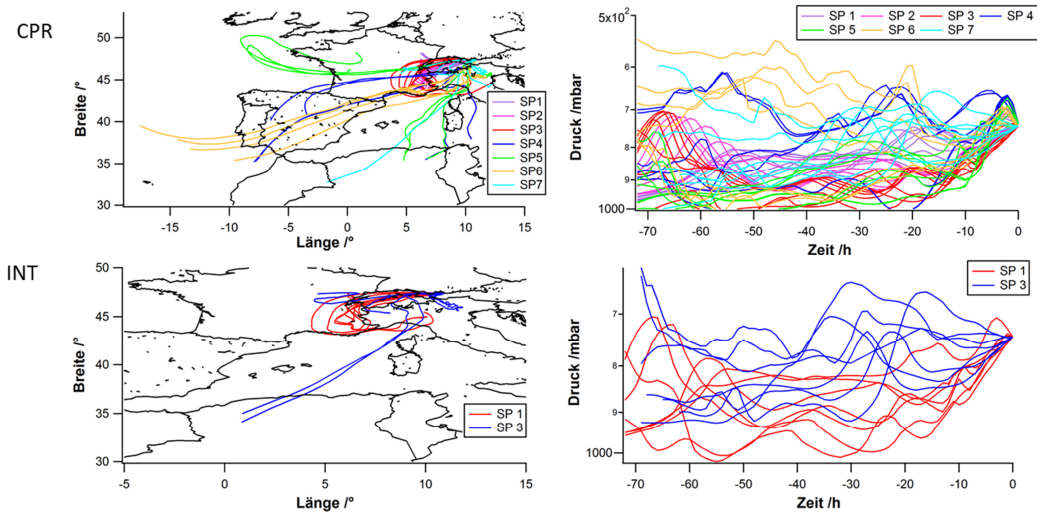 CPR
Breite /°
50
45
40
35
30
-15
-10
-5
0
5
10
15
Länge /°
SP1
SP2
SP3
SP4
SP5
SP6
SP7
Druck /mbar
5x10²
6
7
8
9
1000
-70
-60
-50
-40
-30
-20
-10
0
Zeit /h
SP 1 SP 2 SP 3 SP 4
SP 5 SP 6 SP 7
INT
Breite /°
50
45
40
35
30
-5
0
5
10
15
Länge /°
SP 1
SP 3
Druck /mbar
7
8
9
1000
-70
-60
-50
-40
-30
-20
-10
0
Zeit /h
SP 1
SP 3